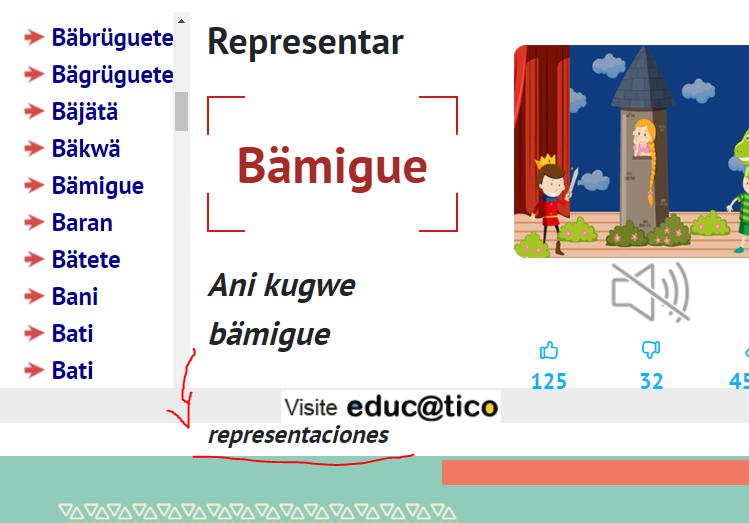 Bäbrüguete
Bägrüguete
Bäjätä
Bäkwä
Bämigue
Baran
Bätete
Bani
Bati
Bati
Representar
Bämigue
Ani kugwe
bämigue
125
32
45
Visite educ@tico
representaciones